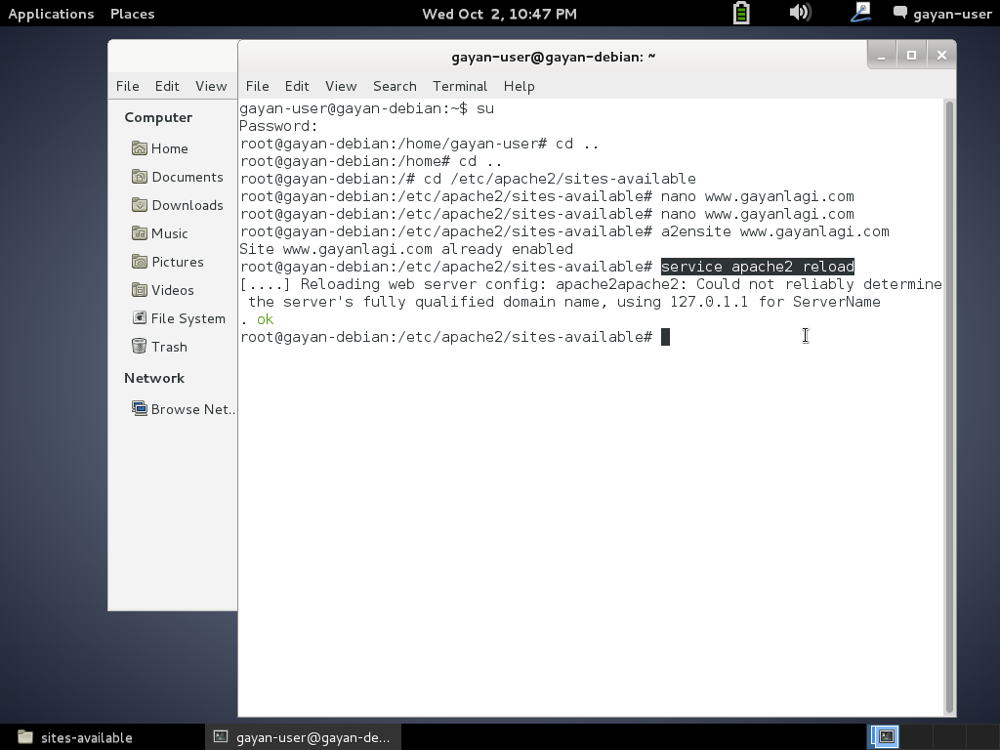 Applications Places Wed Oct 2, 10:47 PM gayan-user
gayan-user@gayan-debian: ~
File Edit View
Computer
Home
Documents
Downloads
Music
Pictures
Videos
File System
Trash
Network
Browse Net...
File Edit View Search Terminal Help
gayan-user@gayan-debian:~$ su
Password:
root@gayan-debian:/home/gayan-user# cd ..
root@gayan-debian:/home# cd ..
root@gayan-debian:/# cd /etc/apache2/sites-available
root@gayan-debian:/etc/apache2/sites-available# nano www.gayanlagi.com
root@gayan-debian:/etc/apache2/sites-available# nano www.gayanlagi.com
root@gayan-debian:/etc/apache2/sites-available# a2ensite www.gayanlagi.com
Site www.gayanlagi.com already enabled
root@gayan-debian:/etc/apache2/sites-available# service apache2 reload
[....] Reloading web server config: apache2apache2: Could not reliably determine
the server's fully qualified domain name, using 127.0.1.1 for ServerName
. ok
root@gayan-debian:/etc/apache2/sites-available#
sites-available gayan-user@gayan-de...